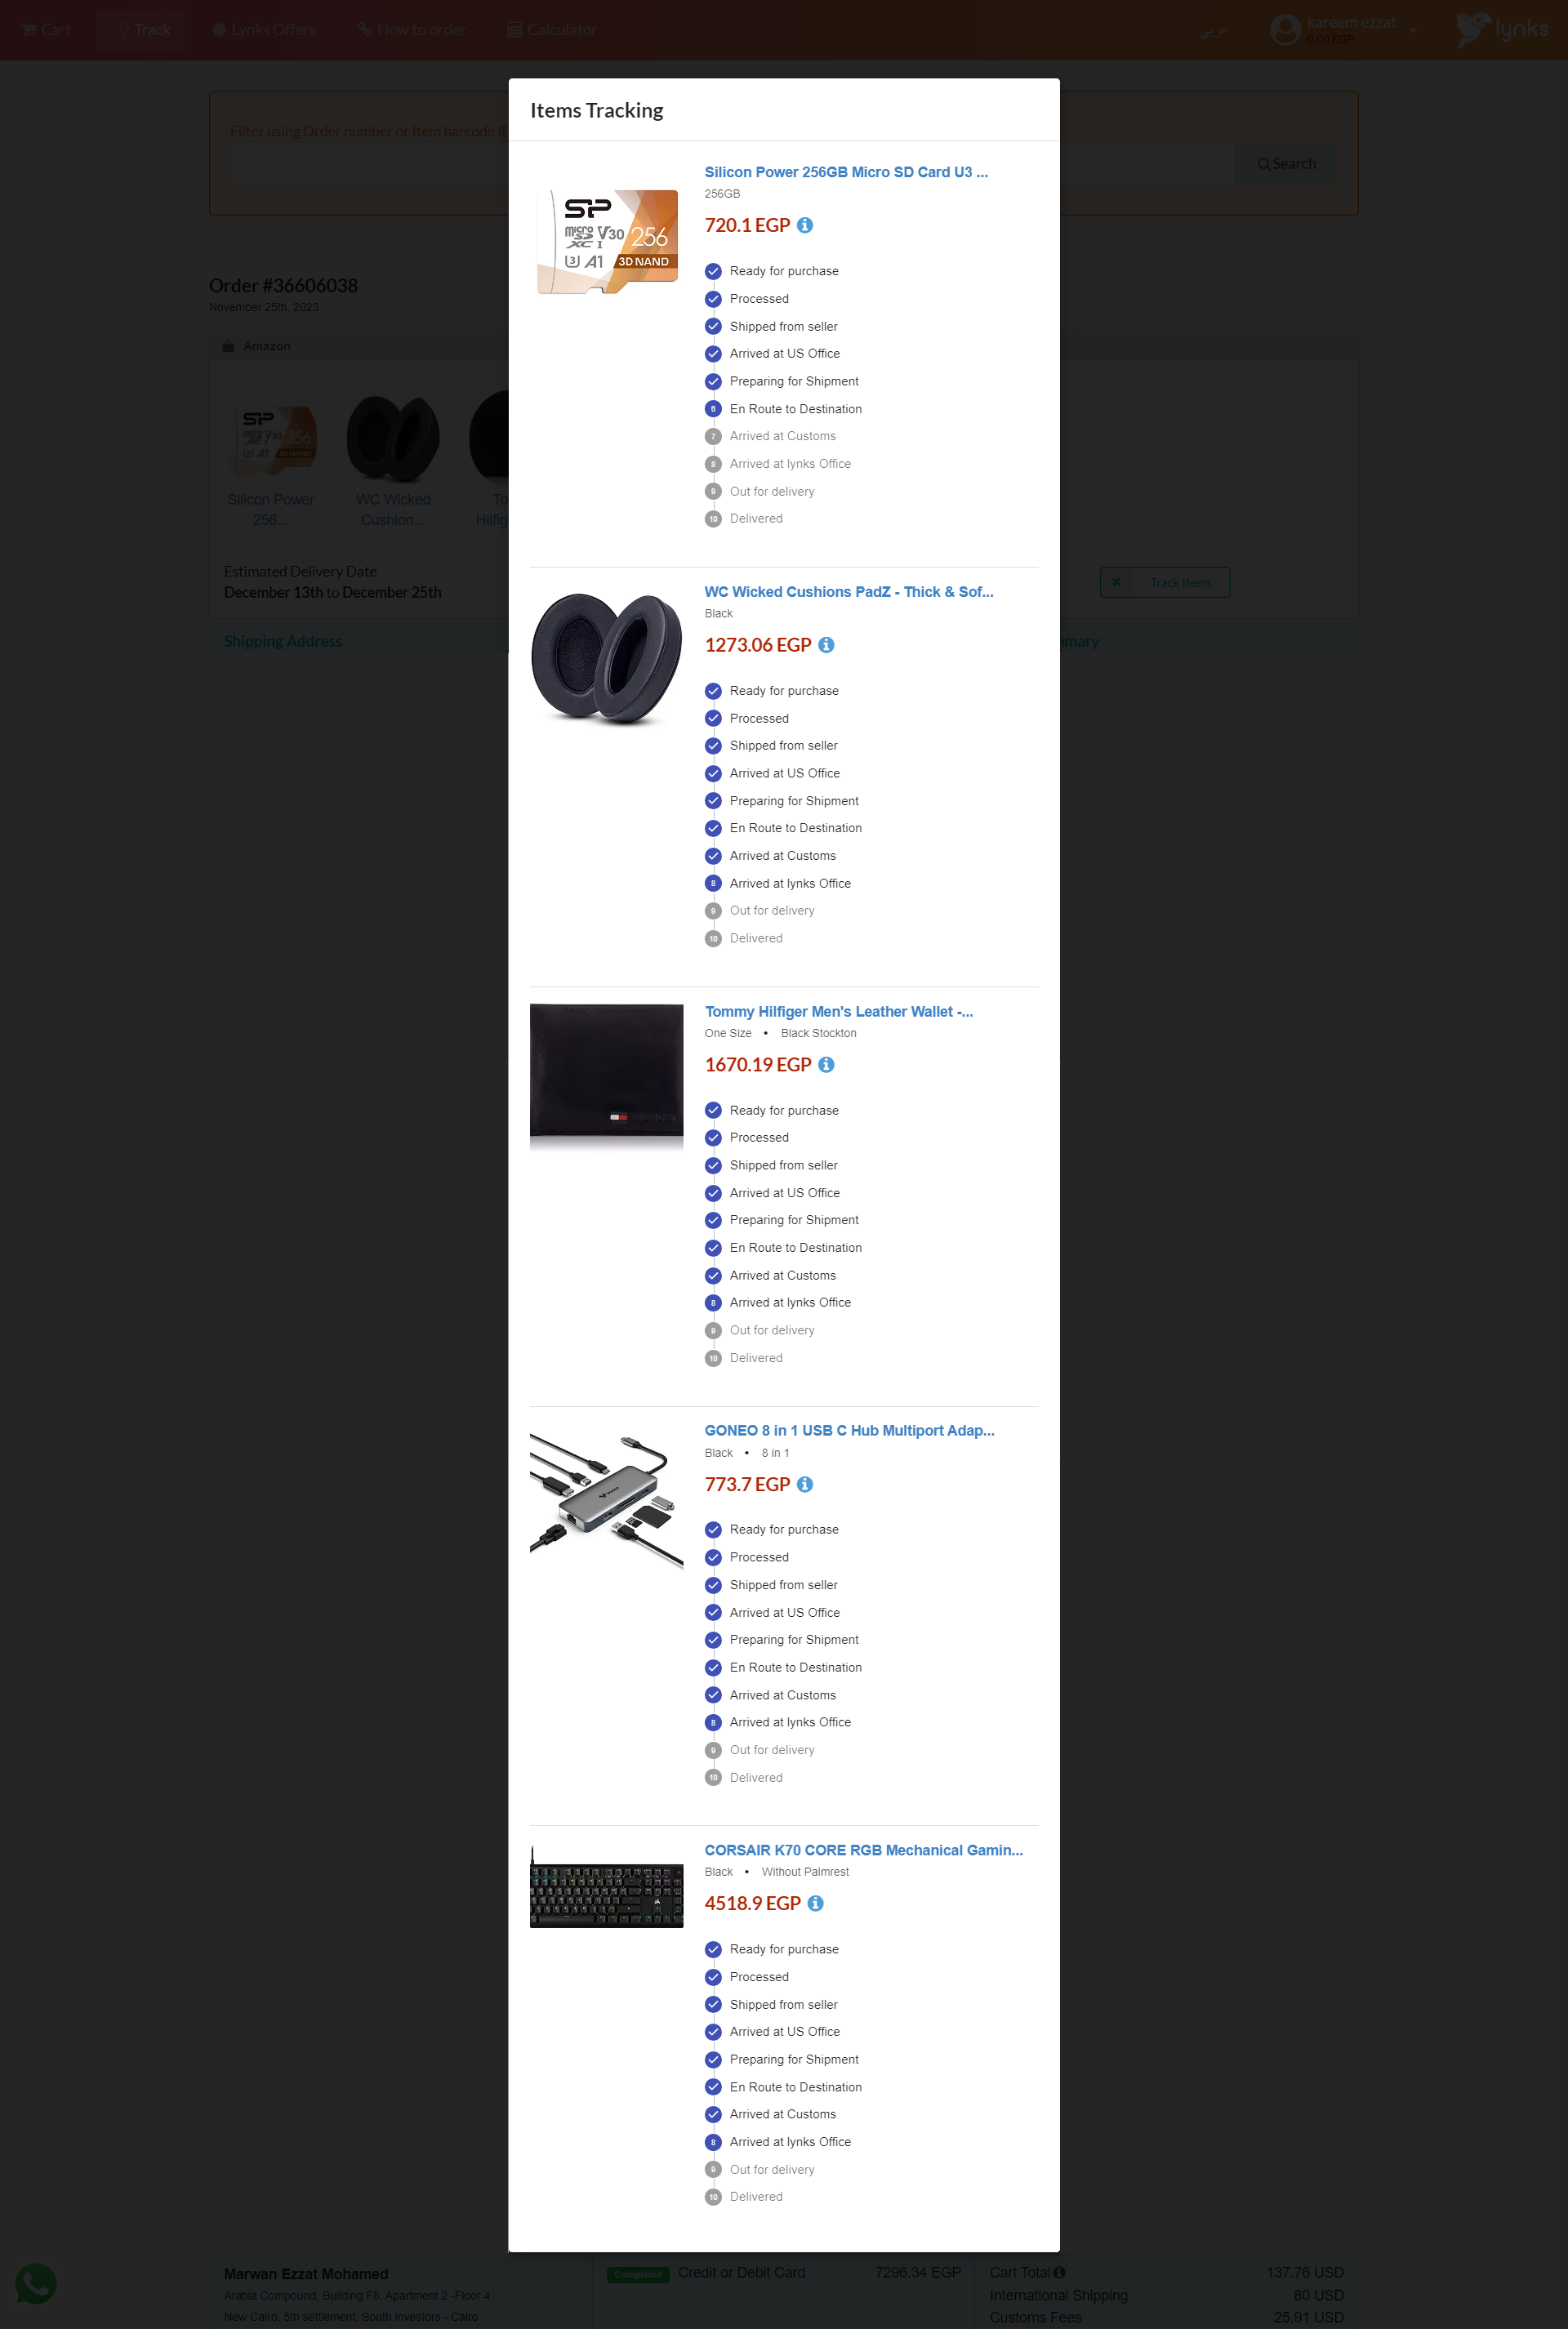 Cart
Track
Lynks Offers
How to order
Calculator
عربي
kareem ezzat
0.00 EGP
lynks
Filter using Order number or Item barcode ID
Search
Order #36606038
November 25th, 2023
Amazon
Silicon Power
256...
WC Wicked
Cushion...
To
Hilfig
Estimated Delivery Date
December 13th to December 25th
Track Items
Shipping Address
mmary
Items Tracking
SP
micro SD XC I V30 256
U3 A1 3D NAND
Silicon Power 256GB Micro SD Card U3 ...
256GB
720.1 EGP
Ready for purchase
Processed
Shipped from seller
Arrived at US Office
Preparing for Shipment
6 En Route to Destination
7 Arrived at Customs
8 Arrived at lynks Office
9 Out for delivery
10 Delivered
WC Wicked Cushions PadZ - Thick & Sof...
Black
1273.06 EGP
Ready for purchase
Processed
Shipped from seller
Arrived at US Office
Preparing for Shipment
En Route to Destination
Arrived at Customs
8 Arrived at lynks Office
9 Out for delivery
10 Delivered
Tommy Hilfiger Men's Leather Wallet -...
One Size • Black Stockton
1670.19 EGP
Ready for purchase
Processed
Shipped from seller
Arrived at US Office
Preparing for Shipment
En Route to Destination
Arrived at Customs
8 Arrived at lynks Office
9 Out for delivery
10 Delivered
GONEO 8 in 1 USB C Hub Multiport Adap...
Black • 8 in 1
773.7 EGP
Ready for purchase
Processed
Shipped from seller
Arrived at US Office
Preparing for Shipment
En Route to Destination
Arrived at Customs
8 Arrived at lynks Office
9 Out for delivery
10 Delivered
CORSAIR K70 CORE RGB Mechanical Gamin...
Black • Without Palmrest
4518.9 EGP
Ready for purchase
Processed
Shipped from seller
Arrived at US Office
Preparing for Shipment
En Route to Destination
Arrived at Customs
8 Arrived at lynks Office
9 Out for delivery
10 Delivered
Marwan Ezzat Mohamed
Arabia Compound, Building F8, Apartment 2 -Floor 4
New Cairo, 5th settlement, South investors - Cairo
Completed Credit or Debit Card 7296.34 EGP
Cart Total 137.76 USD
International Shipping 80 USD
Customs Fees 25.91 USD